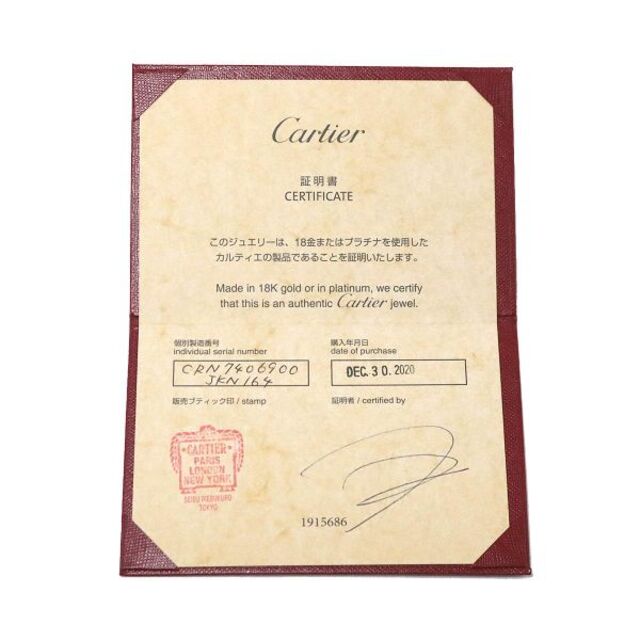 Cartier
証明書
CERTIFICATE
このジュエリーは、18金またはプラチナを使用した
カルティエの製品であることを証明いたします。
Made in 18K gold or in platinum, we certify
that this is an authentic Cartier jewel.
個別製造番号
individual serial number
CRN7406900
JKN164
購入年月日
date of purchase
DEC. 30. 2020
販売ブティック印 / stamp
証明者 / certified by
CARTIER
PARIS
LONDON
NEW YORK
TOKYO
1915686